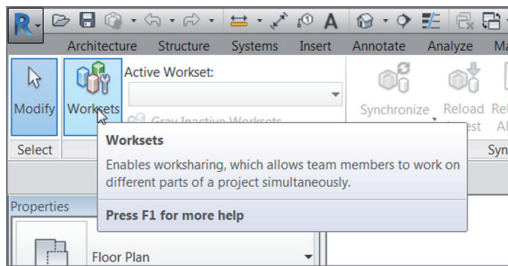 Architecture Structure Systems Insert Annotate Analyze
Active Workset:
Modify Worksets Gray Inactive Worksets Synchronize Reload
Select
Worksets
Enables worksharing, which allows team members to work on
different parts of a project simultaneously.
Properties
Press F1 for more help
Floor Plan